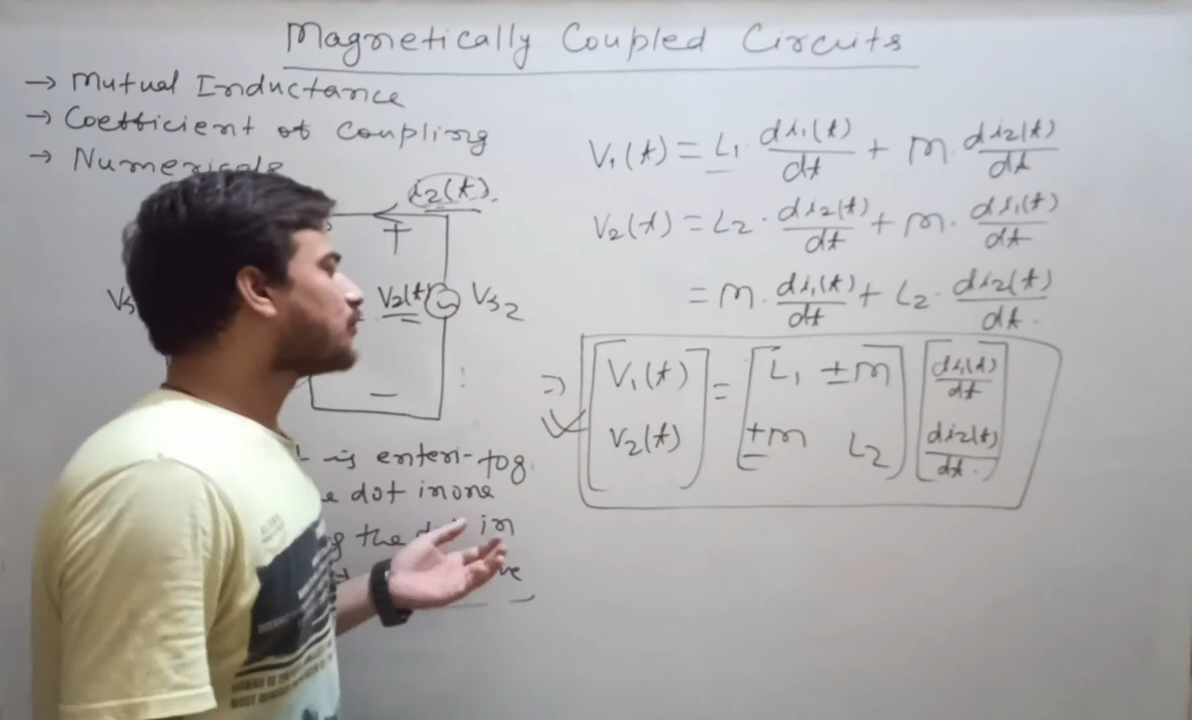 Magnetically Coupled Circuits
→ Mutual Inductance
→ Coefficient of Coupling
→ Numericals
i2(t)
+
V2(t) Vs2
−
is entering
dot in one
the dot in
V1(t) = L1 di1(t)/dt + M. di2(t)/dt
V2(t) = L2 . di2(t)/dt + M. di1(t)/dt
= M. di1(t)/dt + L2 . di2(t)/dt
⇒ [V1(t) V2(t)] = [L1 ±M ±M L2] [di1(t)/dt di2(t)/dt]